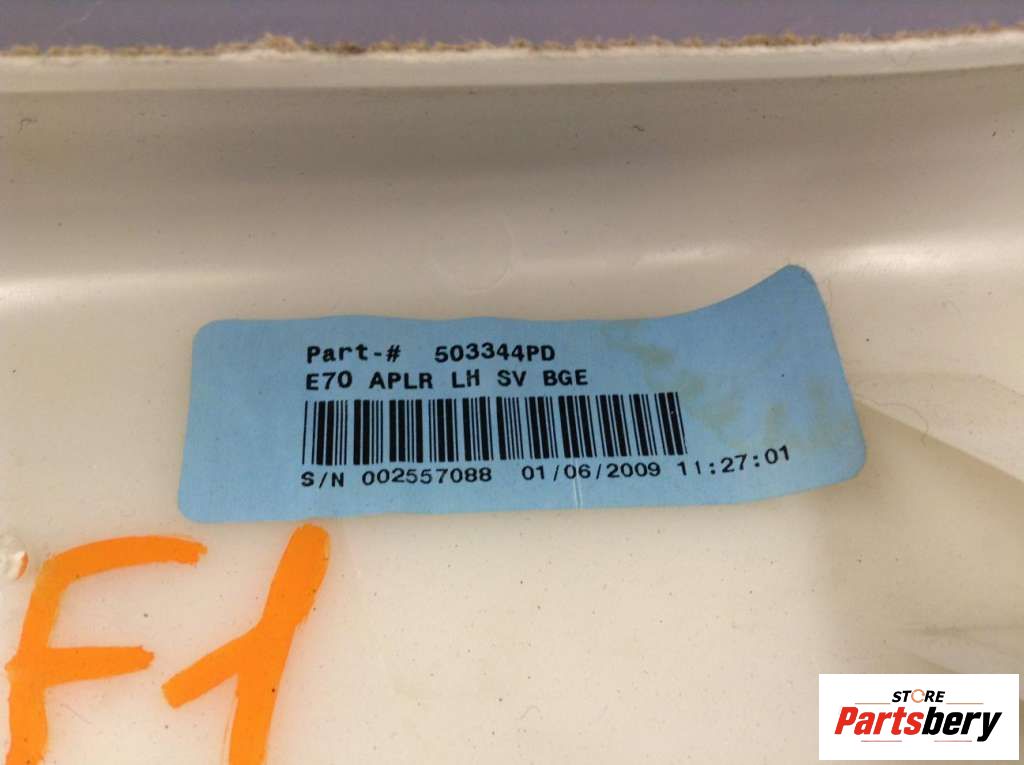 Part-# 503344PD
E70 APLR LH SV BGE
S/N 002557088 01/06/2009 11:27:01
F1
STORE
Partsbery